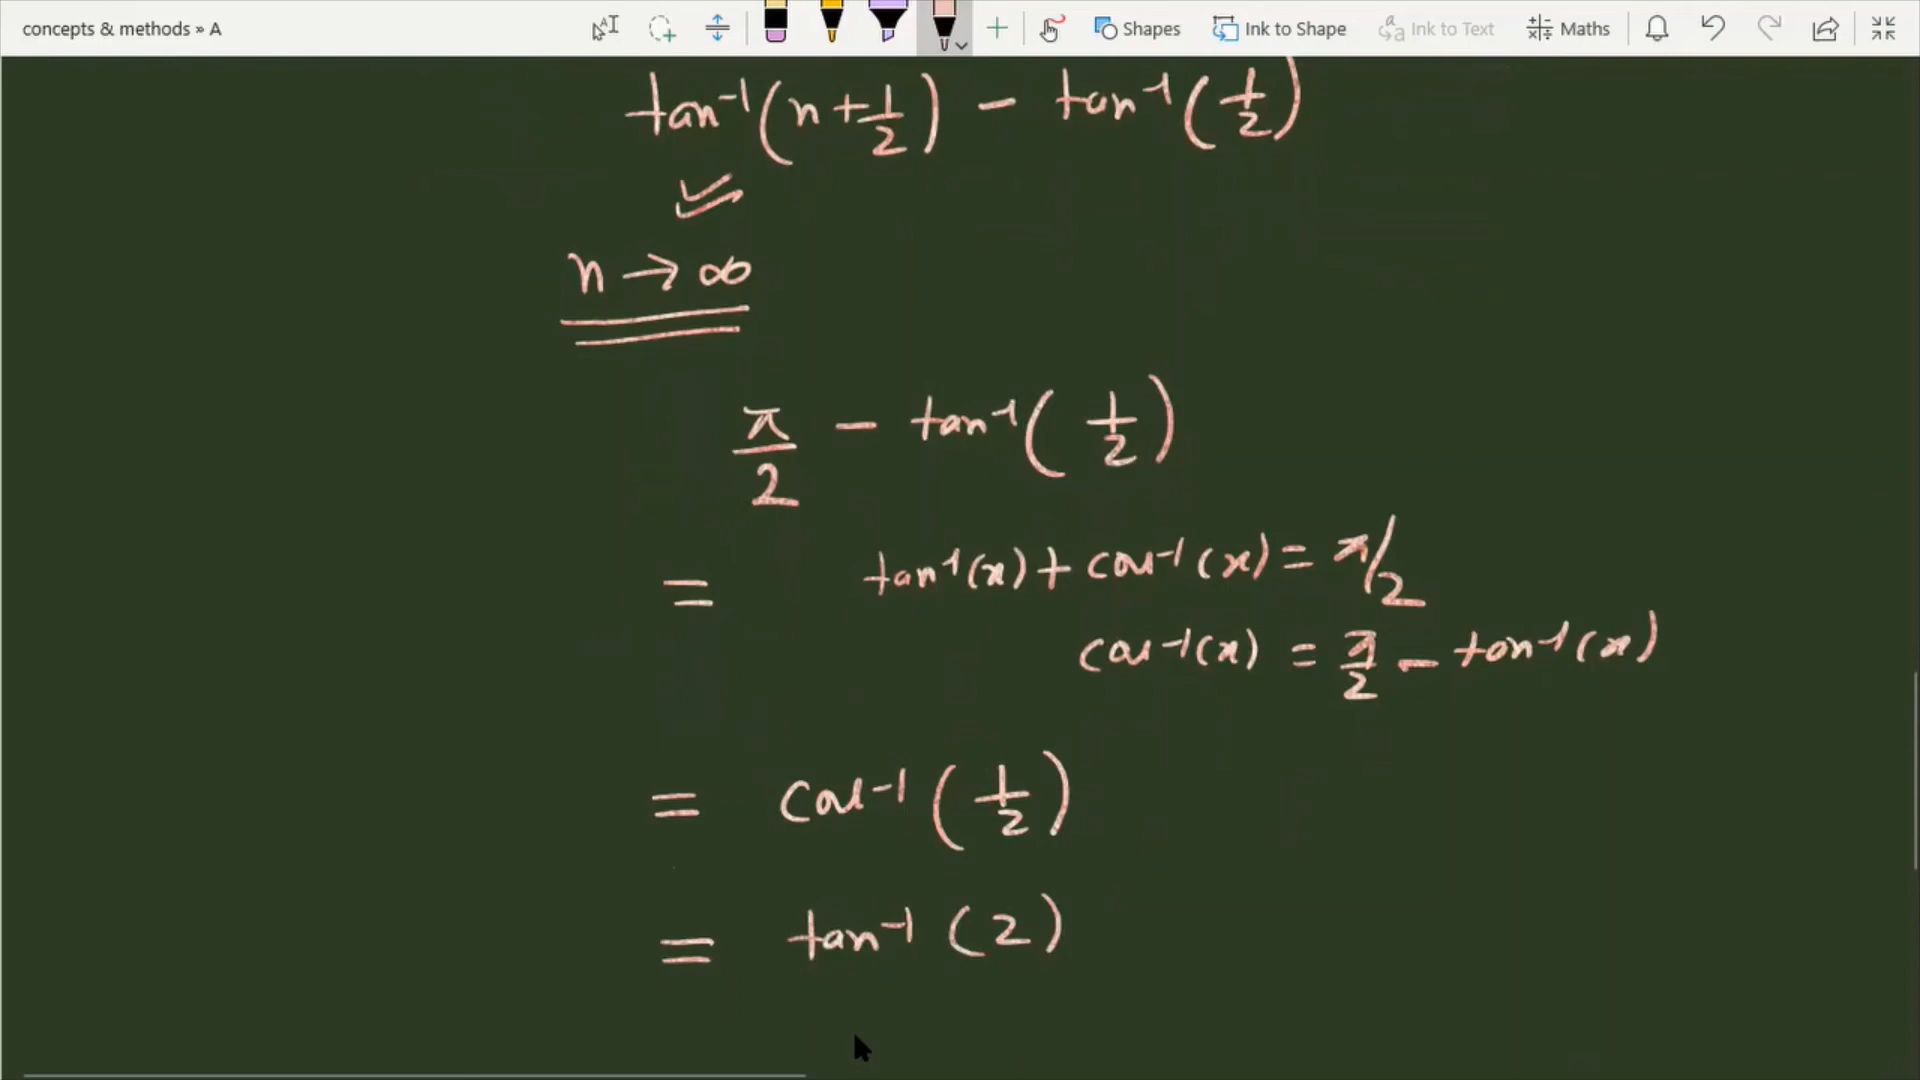 concepts & methods » A
Shapes
Ink to Shape
Ink to Text
Maths
tan⁻¹(n+1/2) − tan⁻¹(1/2)
n → ∞
π/2 − tan⁻¹(1/2)
= tan⁻¹(x) + cot⁻¹(x) = π/2
cot⁻¹(x) = π/2 − tan⁻¹(x)
= cot⁻¹(1/2)
= tan⁻¹(2)